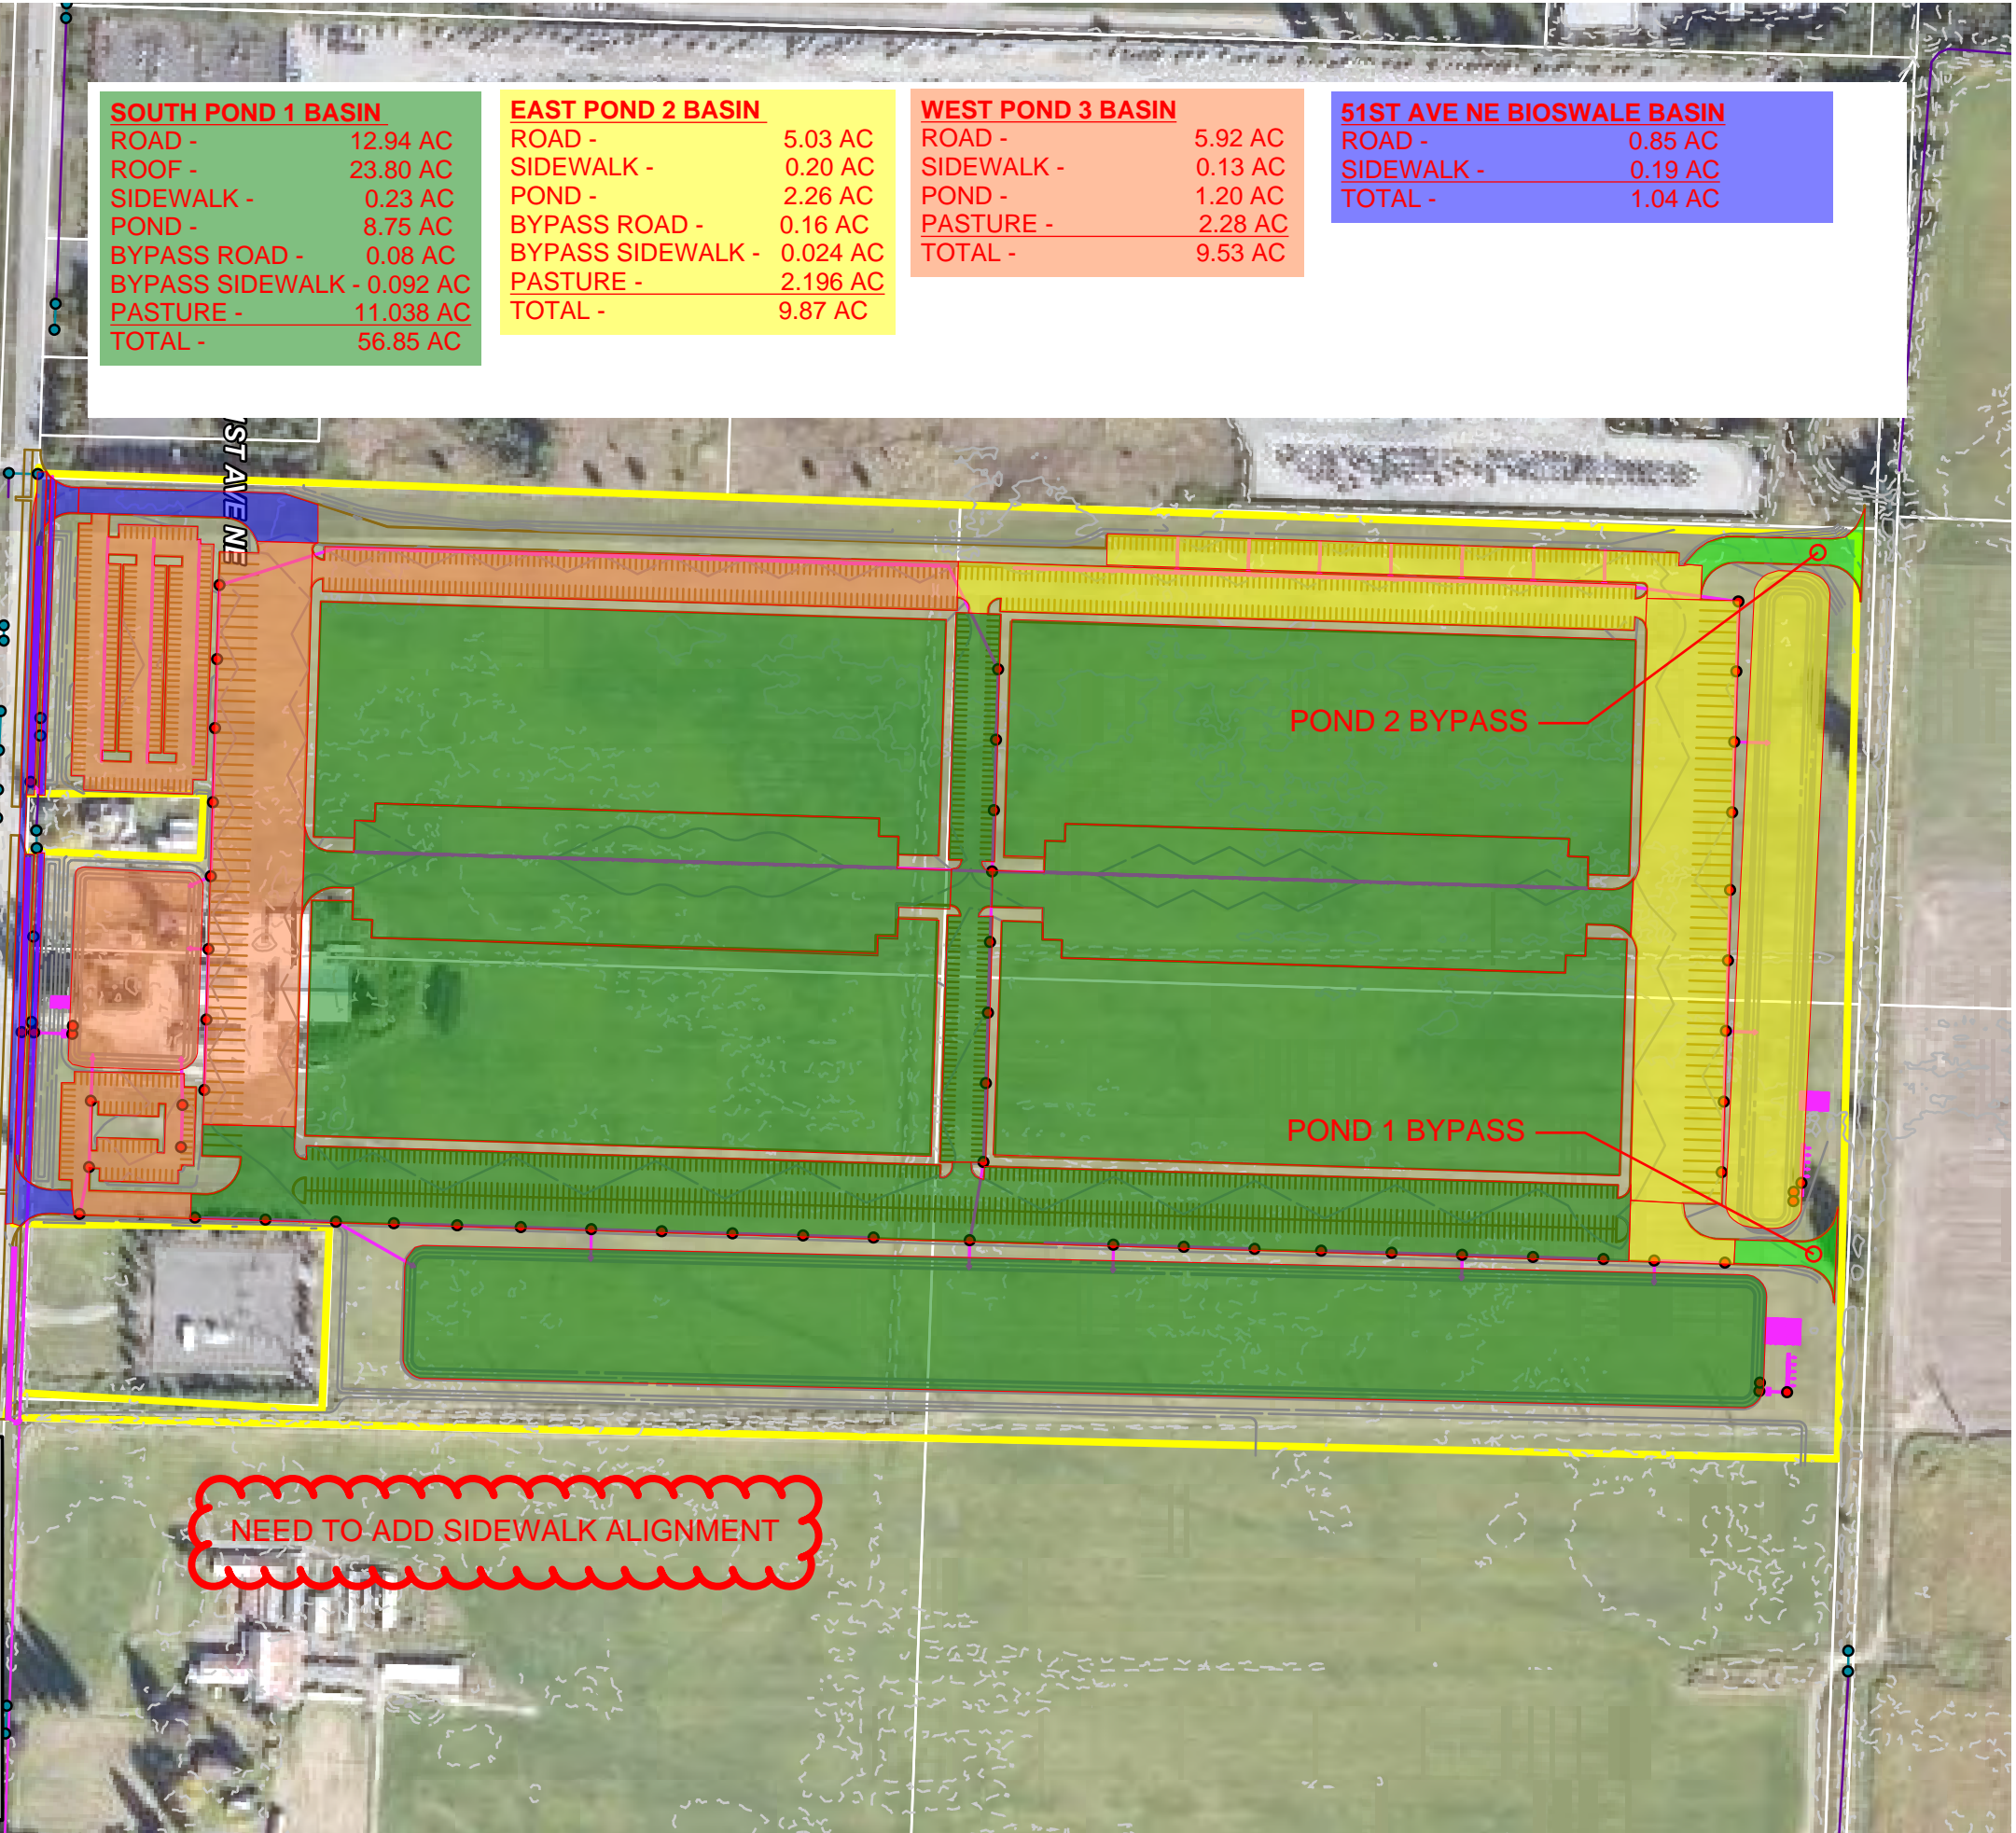 SOUTH POND 1 BASIN
ROAD - 12.94 AC
ROOF - 23.80 AC
SIDEWALK - 0.23 AC
POND - 8.75 AC
BYPASS ROAD - 0.08 AC
BYPASS SIDEWALK - 0.092 AC
PASTURE - 11.038 AC
TOTAL - 56.85 AC
EAST POND 2 BASIN
ROAD - 5.03 AC
SIDEWALK - 0.20 AC
POND - 2.26 AC
BYPASS ROAD - 0.16 AC
BYPASS SIDEWALK - 0.024 AC
PASTURE - 2.196 AC
TOTAL - 9.87 AC
WEST POND 3 BASIN
ROAD - 5.92 AC
SIDEWALK - 0.13 AC
POND - 1.20 AC
PASTURE - 2.28 AC
TOTAL - 9.53 AC
51ST AVE NE BIOSWALE BASIN
ROAD - 0.85 AC
SIDEWALK - 0.19 AC
TOTAL - 1.04 AC
1ST AVE NE
POND 2 BYPASS
POND 1 BYPASS
NEED TO ADD SIDEWALK ALIGNMENT